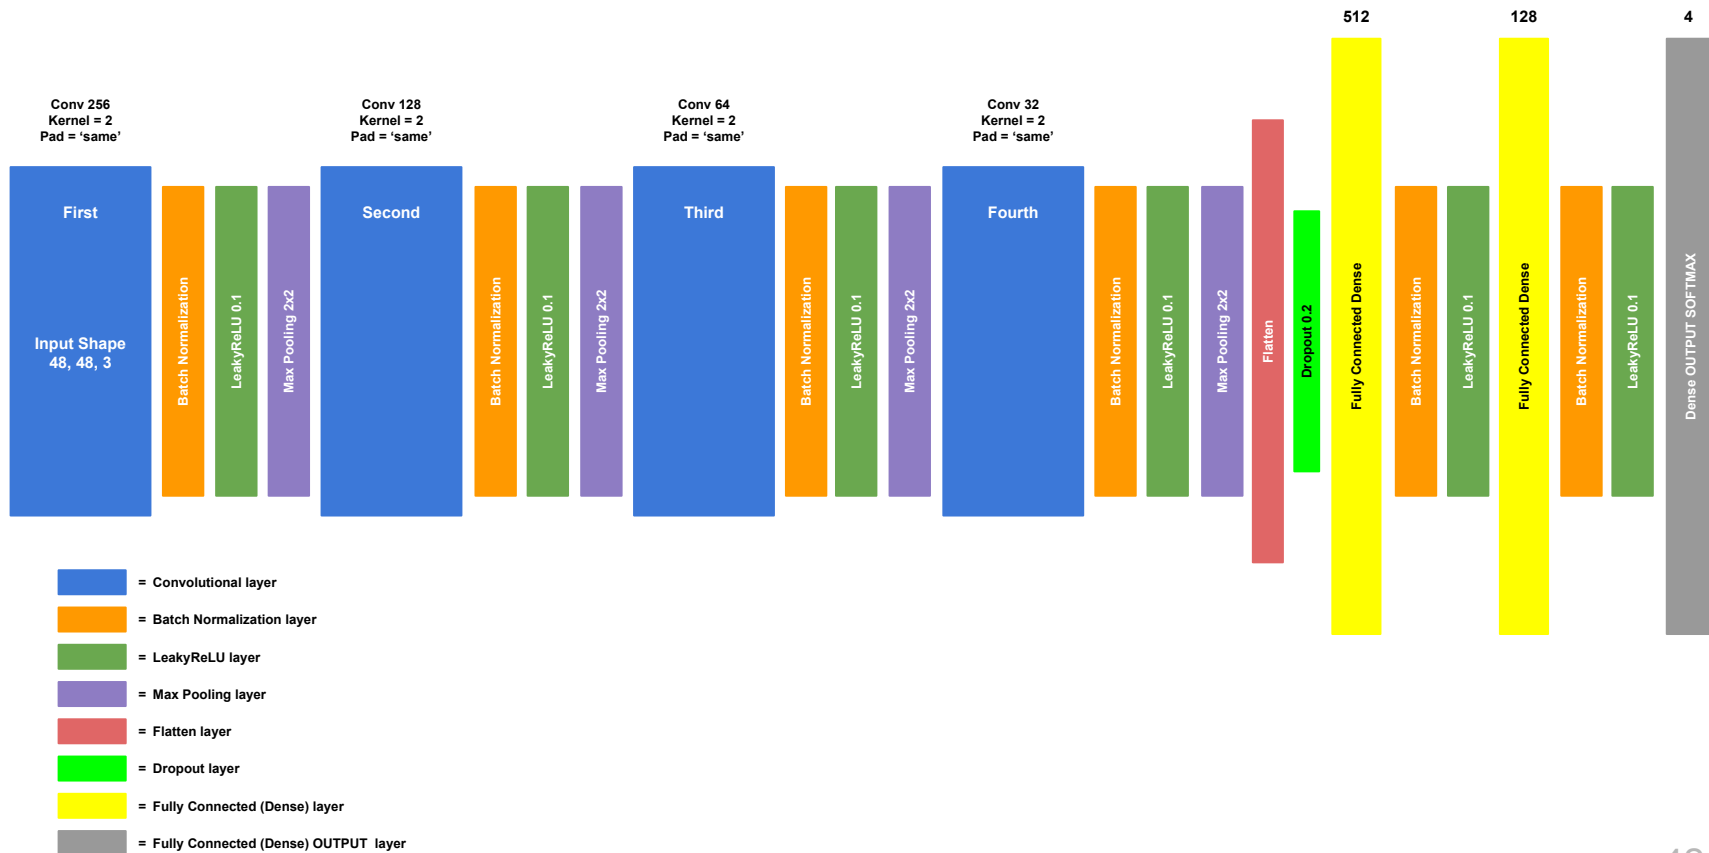 512
128
4
Conv 256
Kernel = 2
Pad = ‘same’
Conv 128
Kernel = 2
Pad = ‘same’
Conv 64
Kernel = 2
Pad = ‘same’
Conv 32
Kernel = 2
Pad = ‘same’
First
Input Shape
48, 48, 3
Batch Normalization
LeakyReLU 0.1
Max Pooling 2x2
Second
Batch Normalization
LeakyReLU 0.1
Max Pooling 2x2
Third
Batch Normalization
LeakyReLU 0.1
Max Pooling 2x2
Fourth
Batch Normalization
LeakyReLU 0.1
Max Pooling 2x2
Flatten
Dropout 0.2
Fully Connected Dense
Batch Normalization
LeakyReLU 0.1
Fully Connected Dense
Batch Normalization
LeakyReLU 0.1
Dense OUTPUT SOFTMAX
= Convolutional layer
= Batch Normalization layer
= LeakyReLU layer
= Max Pooling layer
= Flatten layer
= Dropout layer
= Fully Connected (Dense) layer
= Fully Connected (Dense) OUTPUT layer